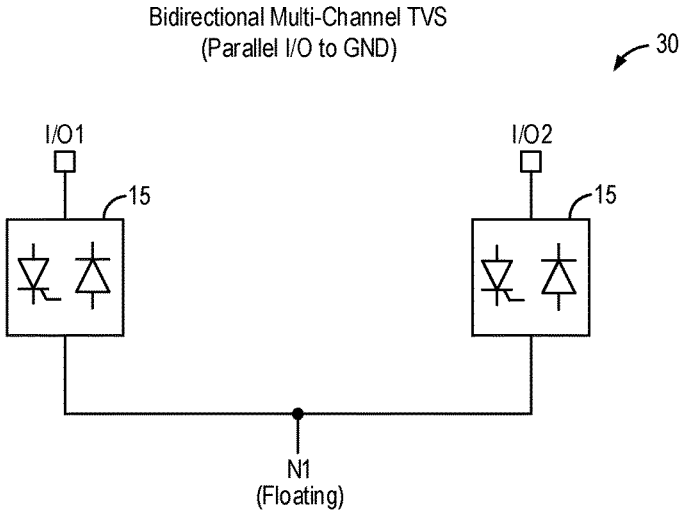 Bidirectional Multi-Channel TVS
(Parallel I/O to GND)
30
I/O1
I/O2
15
15
N1
(Floating)